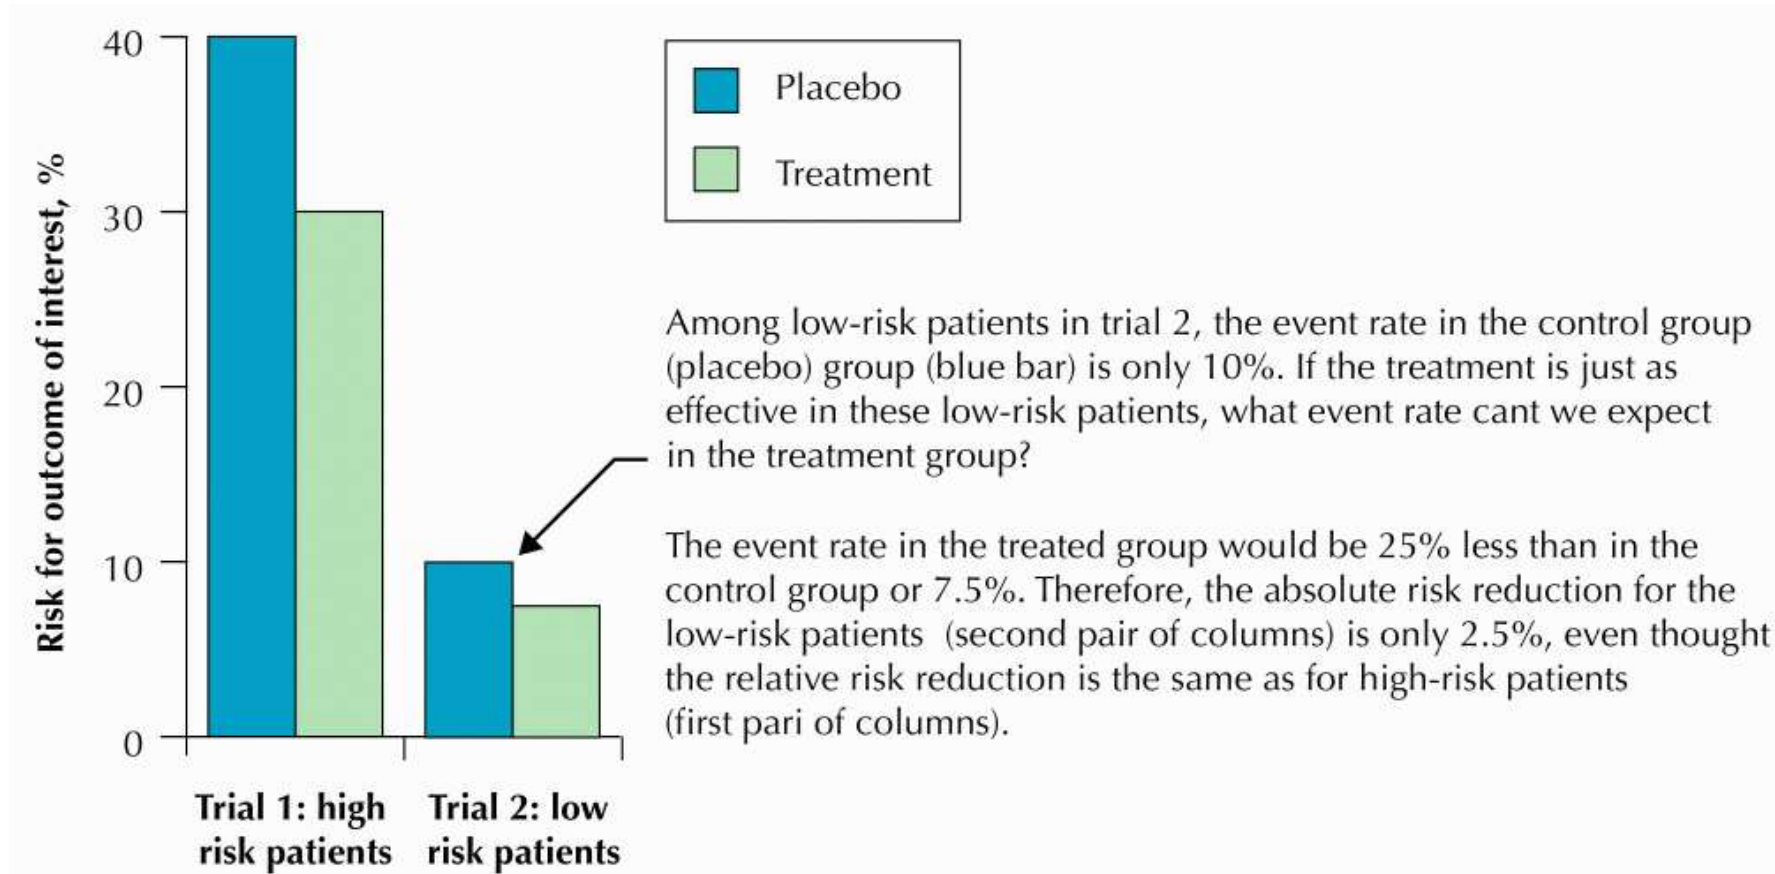 Risk for outcome of interest, %
40
30
20
10
0
Placebo
Treatment
Among low-risk patients in trial 2, the event rate in the control group
(placebo) group (blue bar) is only 10%. If the treatment is just as
effective in these low-risk patients, what event rate cant we expect
in the treatment group?
The event rate in the treated group would be 25% less than in the
control group or 7.5%. Therefore, the absolute risk reduction for the
low-risk patients (second pair of columns) is only 2.5%, even thought
the relative risk reduction is the same as for high-risk patients
(first pari of columns).
Trial 1: high
risk patients
Trial 2: low
risk patients